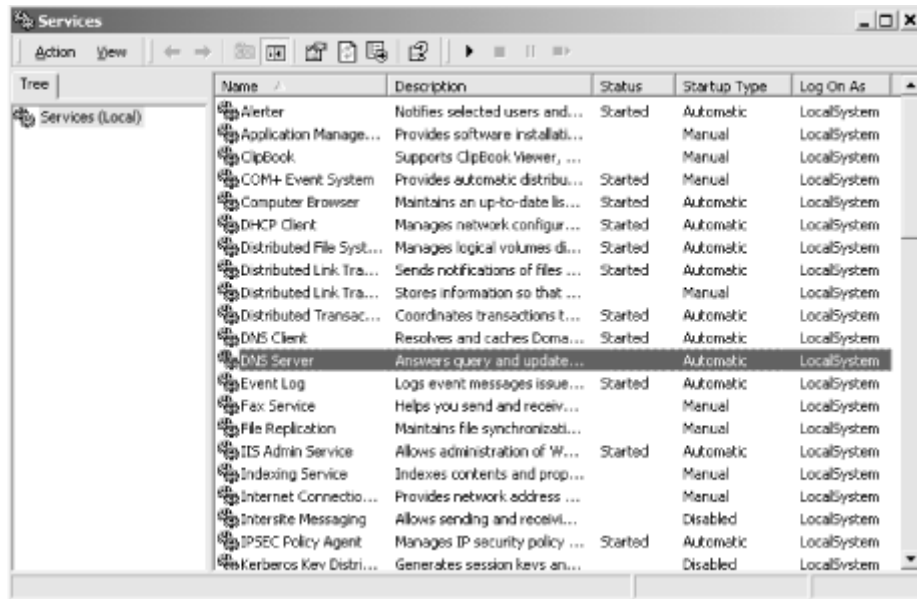 Services
Action View
Tree Name Description Status Startup Type Log On As
Services (Local)
Alerter Notifies selected users and... Started Automatic LocalSystem
Application Manage... Provides software installati... Manual LocalSystem
ClipBook Supports ClipBook Viewer, ... Manual LocalSystem
COM+ Event System Provides automatic distribu... Started Manual LocalSystem
Computer Browser Maintains an up-to-date lis... Started Automatic LocalSystem
DHCP Client Manages network configur... Started Automatic LocalSystem
Distributed File Syst... Manages logical volumes di... Started Automatic LocalSystem
Distributed Link Tra... Sends notifications of files ... Started Automatic LocalSystem
Distributed Link Tra... Stores information so that ... Manual LocalSystem
Distributed Transac... Coordinates transactions t... Started Automatic LocalSystem
DNS Client Resolves and caches Doma... Started Automatic LocalSystem
DNS Server Answers query and update... Automatic LocalSystem
Event Log Logs event messages issue... Started Automatic LocalSystem
Fax Service Helps you send and receiv... Manual LocalSystem
File Replication Maintains file synchronizati... Manual LocalSystem
IIS Admin Service Allows administration of W... Started Automatic LocalSystem
Indexing Service Indexes contents and prop... Manual LocalSystem
Internet Connectio... Provides network address ... Manual LocalSystem
Intersite Messaging Allows sending and receivi... Disabled LocalSystem
IPSEC Policy Agent Manages IP security policy ... Started Automatic LocalSystem
Kerberos Key Distri... Generates session keys an... Disabled LocalSystem